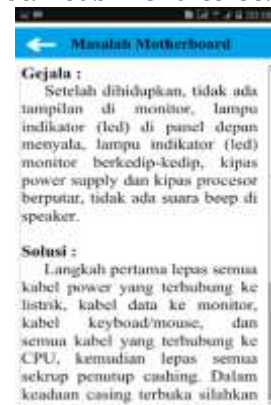 Masalah Motherboard
Gejala :
Setelah dihidupkan, tidak ada
tampilan di monitor, lampu
indikator (led) di panel depan
menyala, lampu indikator (led)
monitor berkedip-kedip, kipas
power supply dan kipas procesor
berputar, tidak ada suara beep di
speaker.
Solusi :
Langkah pertama lepas semua
kabel power yang terhubung ke
listrik, kabel data ke monitor,
kabel keyboad/mouse, dan
semua kabel yang terhubung ke
CPU, kemudian lepas semua
sekrup penutup cashing. Dalam
keadaan casing terbuka silahkan